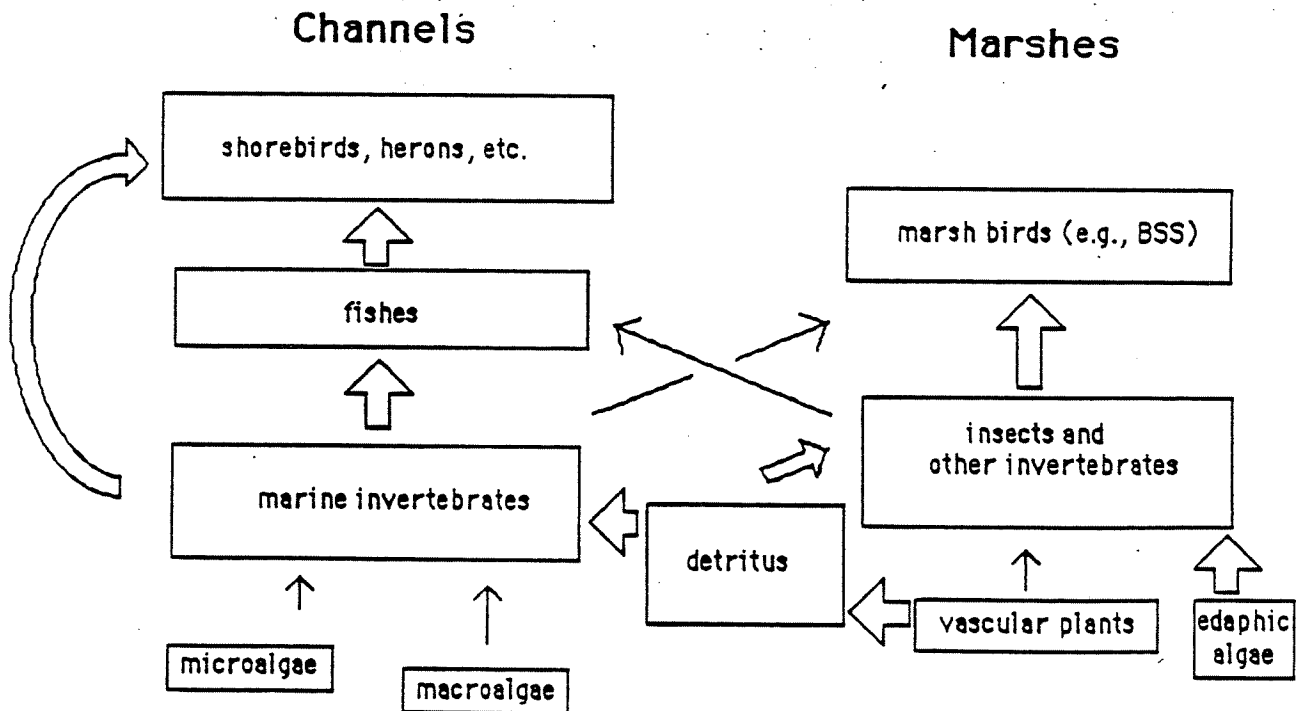 Channels
Marshes
shorebirds, herons, etc.
marsh birds (e.g., BSS)
fishes
insects and
other invertebrates
marine invertebrates
detritus
vascular plants
edaphic
algae
microalgae
macroalgae